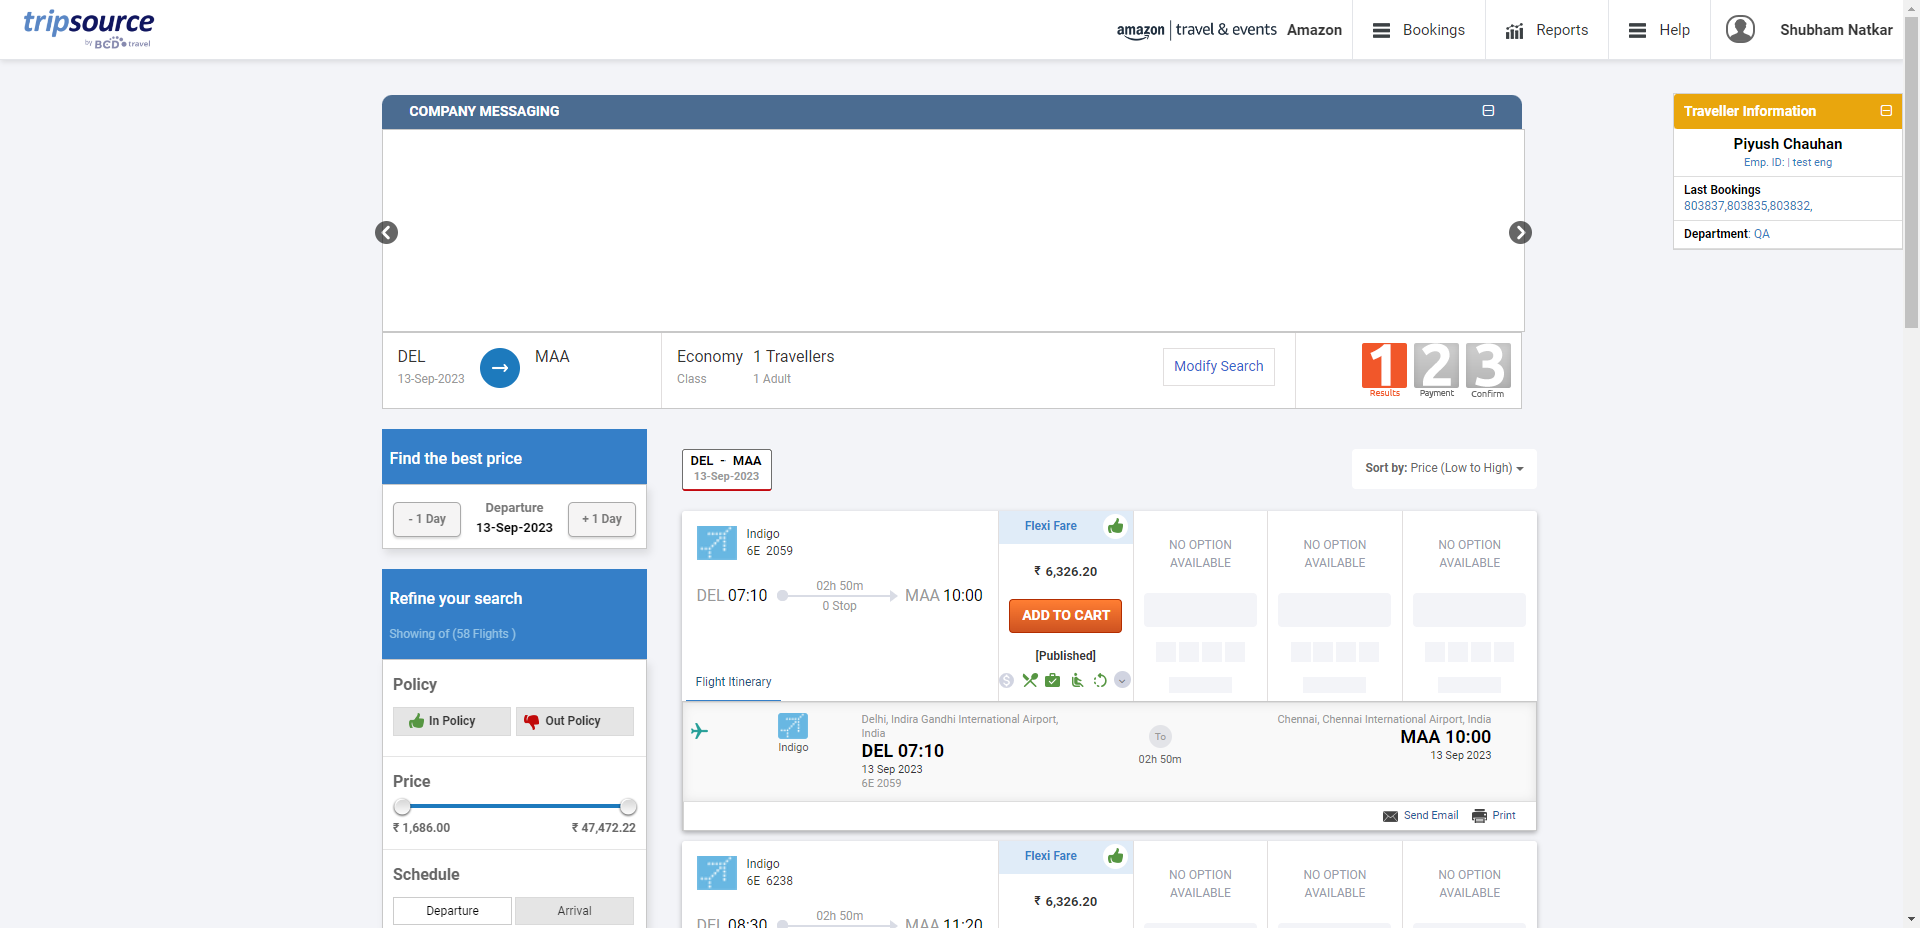 tripsource
by BCD travel
amazon | travel & events Amazon
Bookings
Reports
Help
Shubham Natkar
COMPANY MESSAGING
Traveller Information
Piyush Chauhan
Emp. ID: | test eng
Last Bookings
803837,803835,803832,
Department: QA
DEL MAA
13-Sep-2023
Economy 1 Travellers
Class 1 Adult
Modify Search
1 2 3
Results Payment Confirm
Find the best price
- 1 Day
Departure
13-Sep-2023
+ 1 Day
Refine your search
Showing of (58 Flights )
Policy
In Policy Out Policy
Price
₹ 1,686.00 ₹ 47,472.22
Schedule
Departure Arrival
DEL - MAA
13-Sep-2023
Sort by: Price (Low to High)
Indigo
6E 2059
DEL 07:10
02h 50m
0 Stop
MAA 10:00
Flight Itinerary
Flexi Fare
₹ 6,326.20
ADD TO CART
[Published]
NO OPTION
AVAILABLE
NO OPTION
AVAILABLE
NO OPTION
AVAILABLE
Indigo
Delhi, Indira Gandhi International Airport,
India
DEL 07:10
13 Sep 2023
6E 2059
To
02h 50m
Chennai, Chennai International Airport, India
MAA 10:00
13 Sep 2023
Send Email Print
Indigo
6E 6238
DEL 08:30
02h 50m
MAA 11:20
Flexi Fare
₹ 6,326.20
NO OPTION
AVAILABLE
NO OPTION
AVAILABLE
NO OPTION
AVAILABLE